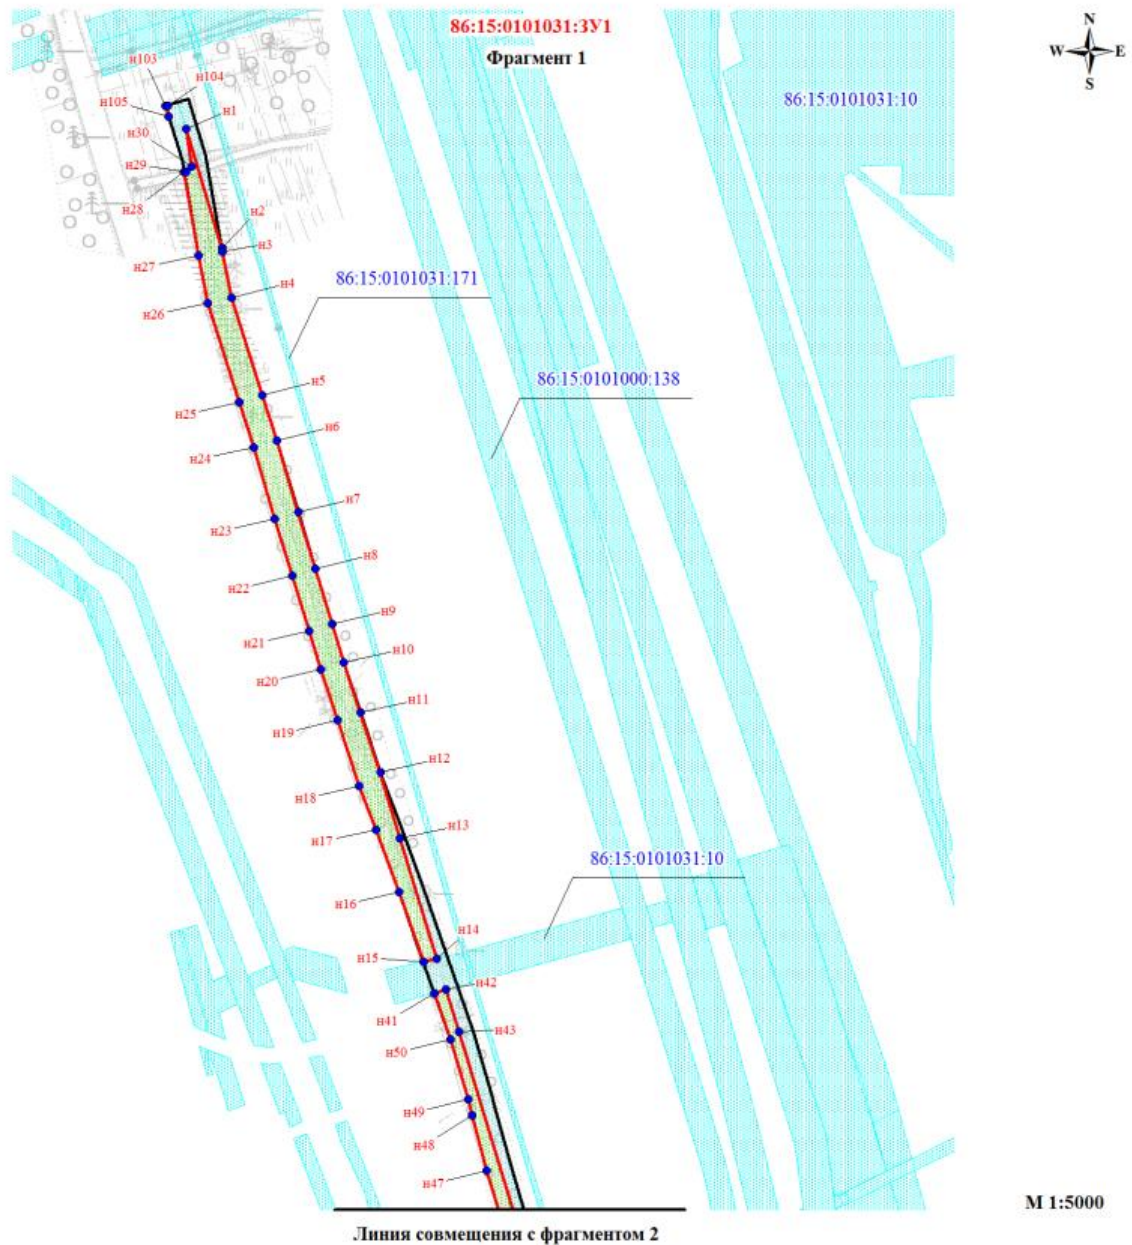 86:15:0101031:ЗУ1
Фрагмент 1
N
W E
S
н103
н104
86:15:0101031:10
н105
н1
н30
н29
н28
н2
н3
н27
86:15:0101031:171
н4
н26
86:15:0101000:138
н5
н25
н6
н24
н7
н23
н8
н22
н9
н21
н10
н20
н11
н19
н12
н18
н13
н17
86:15:0101031:10
н16
н14
н15
н42
н41
н43
н50
н49
н48
н47
М 1:5000
Линия совмещения с фрагментом 2